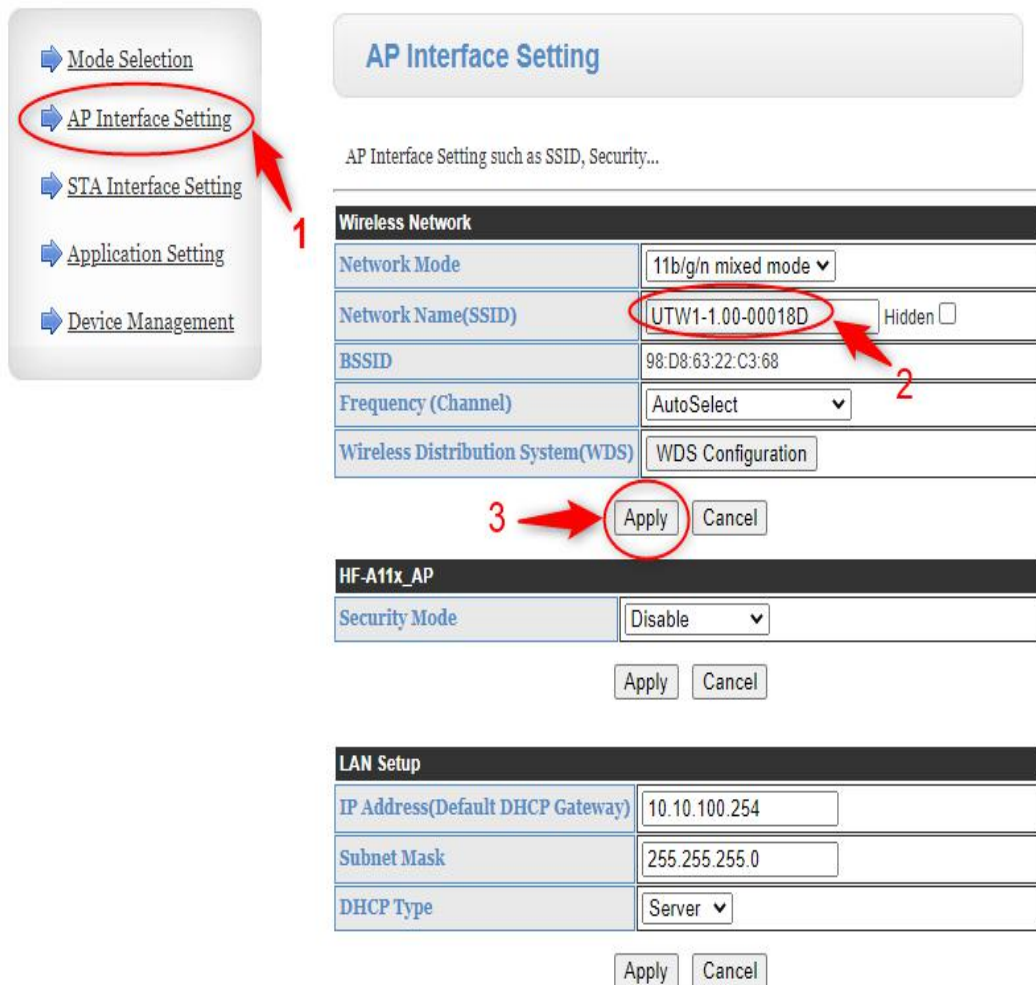 Mode Selection
AP Interface Setting
STA Interface Setting
Application Setting
Device Management
1
AP Interface Setting
AP Interface Setting such as SSID, Security...
Wireless Network
Network Mode 11b/g/n mixed mode
Network Name(SSID) UTW1-1.00-00018D Hidden
2
BSSID 98:D8:63:22:C3:68
Frequency (Channel) AutoSelect
Wireless Distribution System(WDS) WDS Configuration
3 Apply Cancel
HF-A11x_AP
Security Mode Disable
Apply Cancel
LAN Setup
IP Address(Default DHCP Gateway) 10.10.100.254
Subnet Mask 255.255.255.0
DHCP Type Server
Apply Cancel